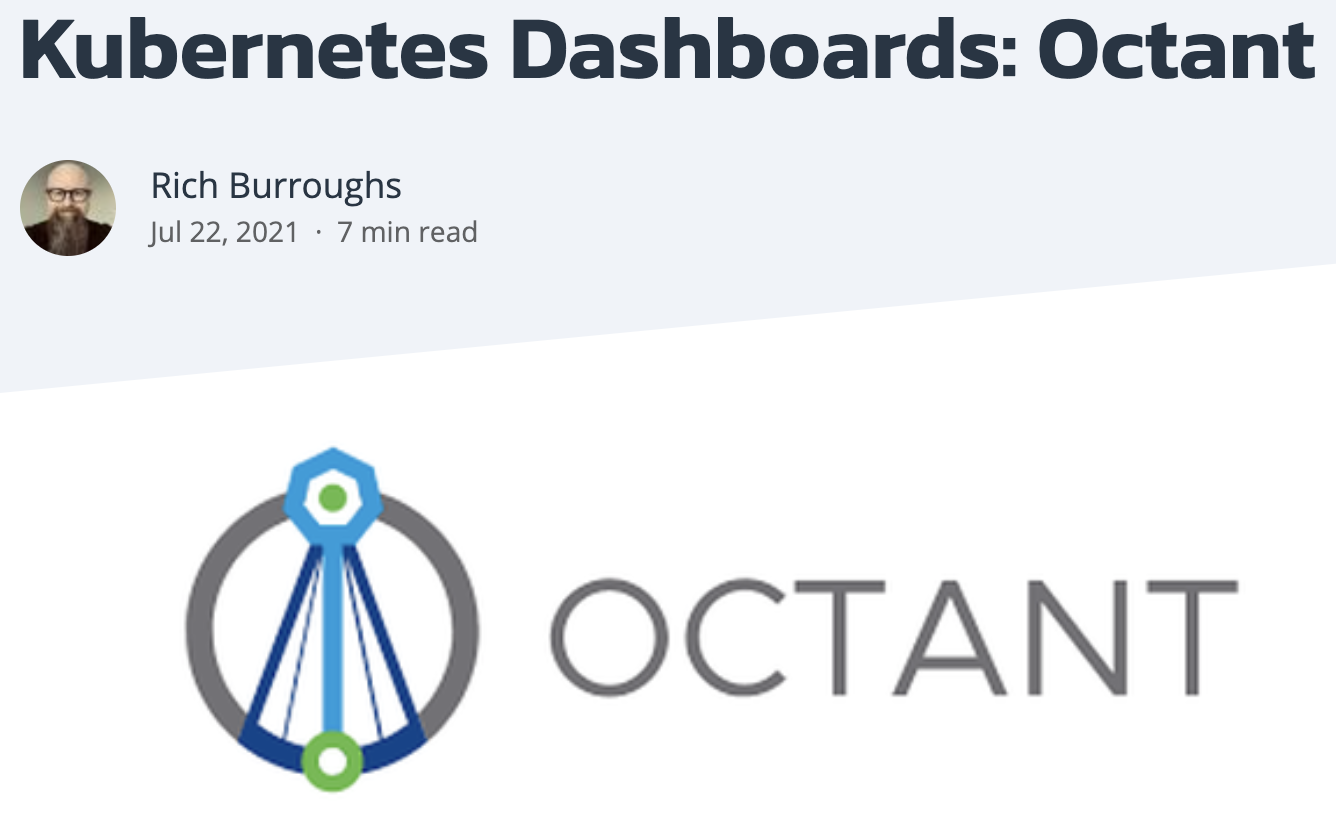 Kubernetes Dashboards: Octant
Rich Burroughs
Jul 22, 2021 · 7 min read
OCTANT